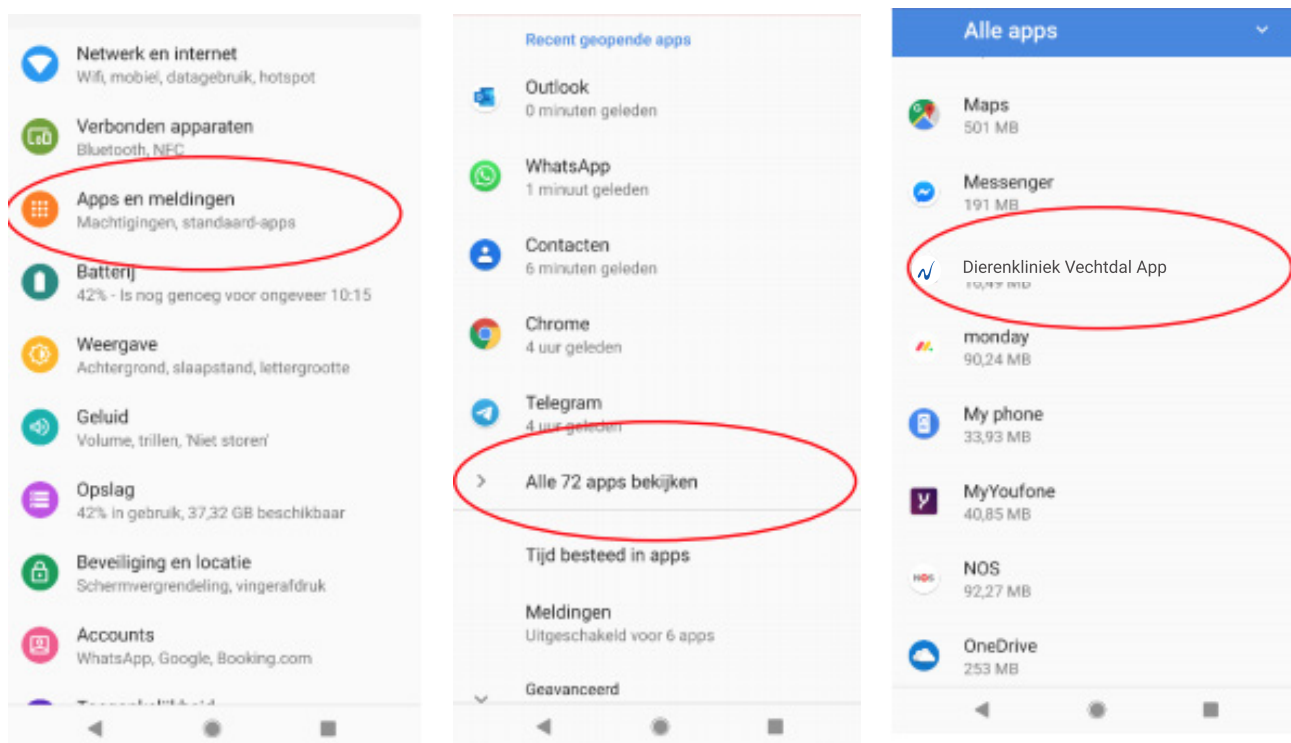 Netwerk en internet
Wifi, mobiel, datagebruik, hotspot
Verbonden apparaten
Bluetooth, NFC
Apps en meldingen
Machtigingen, standaard-apps
Batterij
42% - Is nog genoeg voor ongeveer 10:15
Weergave
Achtergrond, slaapstand, lettergrootte
Geluid
Volume, trillen, 'Niet storen'
Opslag
42% in gebruik, 37,32 GB beschikbaar
Beveiliging en locatie
Schermvergrendeling, vingerafdruk
Accounts
WhatsApp, Google, Booking.com
Recent geopende apps
Outlook
0 minuten geleden
WhatsApp
1 minuut geleden
Contacten
6 minuten geleden
Chrome
4 uur geleden
Telegram
4 uur geleden
Alle 72 apps bekijken
Tijd besteed in apps
Meldingen
Uitgeschakeld voor 6 apps
Geavanceerd
Alle apps
Maps
501 MB
Messenger
191 MB
Dierenkliniek Vechtdal App
10,49 MB
monday
90,24 MB
My phone
33,93 MB
MyYoufone
40,85 MB
NOS
NOS
92,27 MB
OneDrive
253 MB